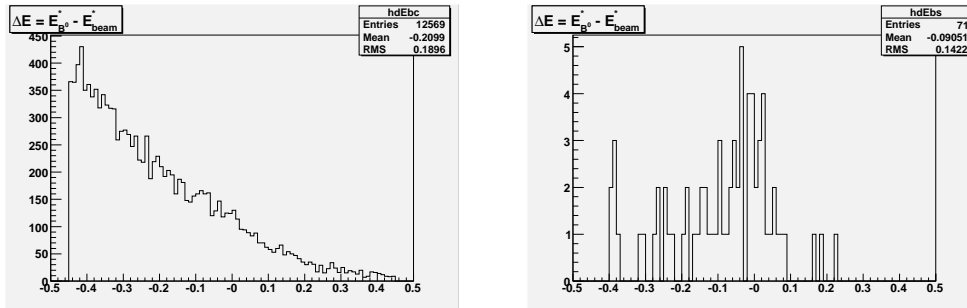 ΔE = E*B⁰ - E*beam
hdEbc
Entries 12569
Mean -0.2099
RMS 0.1896
450
400
350
300
250
200
150
100
50
0
-0.5 -0.4 -0.3 -0.2 -0.1 -0 0.1 0.2 0.3 0.4 0.5
ΔE = E*B⁰ - E*beam
hdEbs
Entries 71
Mean -0.09051
RMS 0.1422
5
4
3
2
1
0
-0.5 -0.4 -0.3 -0.2 -0.1 -0 0.1 0.2 0.3 0.4 0.5